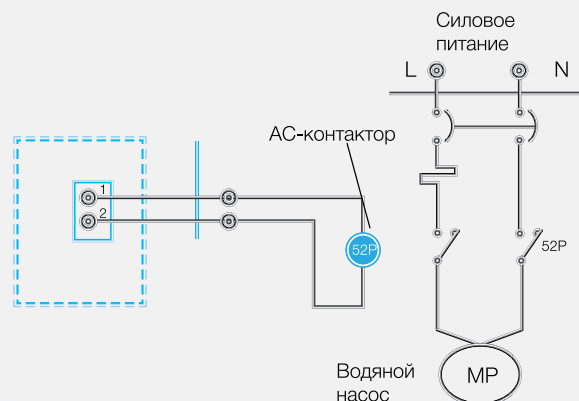 Силовое
питание
L N
АС-контактор
1
2
52P
52P
Водяной
насос
MP